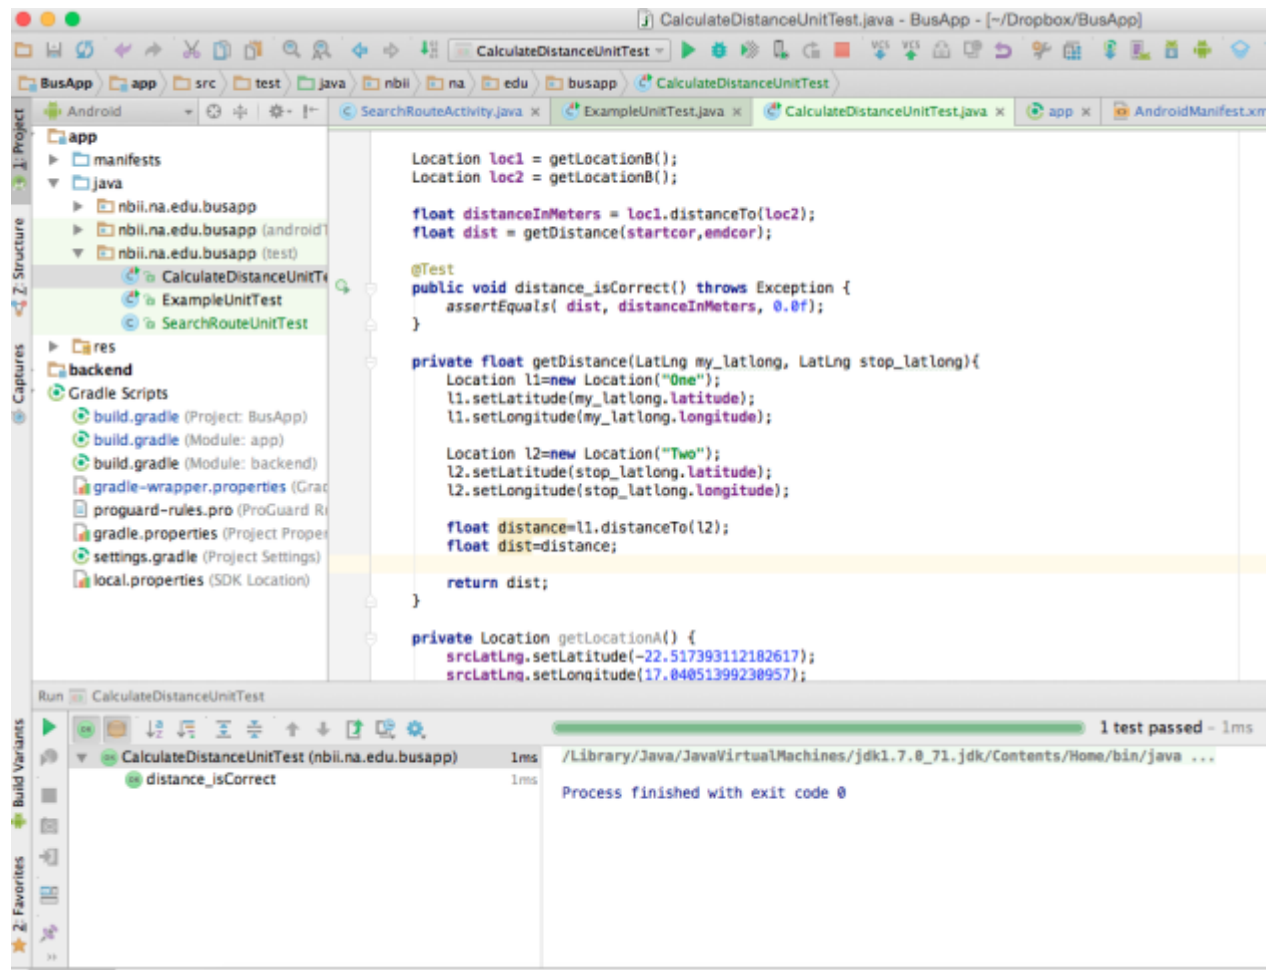 CalculateDistanceUnitTest.java - BusApp - [~/Dropbox/BusApp]
CalculateDistanceUnitTest
BusApp app src test java nbii na edu busapp CalculateDistanceUnitTest
Android
SearchRouteActivity.java × ExampleUnitTest.java × CalculateDistanceUnitTest.java × app × AndroidManifest.xm
1: Project
Z: Structure
Captures
Build Variants
2: Favorites
app
manifests
java
nbii.na.edu.busapp
nbii.na.edu.busapp (androidT
nbii.na.edu.busapp (test)
CalculateDistanceUnitTe
ExampleUnitTest
SearchRouteUnitTest
res
backend
Gradle Scripts
build.gradle (Project: BusApp)
build.gradle (Module: app)
build.gradle (Module: backend)
gradle-wrapper.properties (Grad
proguard-rules.pro (ProGuard Ru
gradle.properties (Project Proper
settings.gradle (Project Settings)
local.properties (SDK Location)
Location loc1 = getLocationB();
Location loc2 = getLocationB();
float distanceInMeters = loc1.distanceTo(loc2);
float dist = getDistance(startcor,endcor);
@Test
public void distance_isCorrect() throws Exception {
assertEquals( dist, distanceInMeters, 0.0f);
}
private float getDistance(LatLng my_latlong, LatLng stop_latlong){
Location l1=new Location("One");
l1.setLatitude(my_latlong.latitude);
l1.setLongitude(my_latlong.longitude);
Location l2=new Location("Two");
l2.setLatitude(stop_latlong.latitude);
l2.setLongitude(stop_latlong.longitude);
float distance=l1.distanceTo(l2);
float dist=distance;
return dist;
}
private Location getLocationA() {
srcLatLng.setLatitude(-22.517393112182617);
srcLatLng.setLongitude(17.04051399230957);
Run CalculateDistanceUnitTest
1 test passed - 1ms
CalculateDistanceUnitTest (nbii.na.edu.busapp) 1ms
distance_isCorrect 1ms
/Library/Java/JavaVirtualMachines/jdk1.7.0_71.jdk/Contents/Home/bin/java ...
Process finished with exit code 0